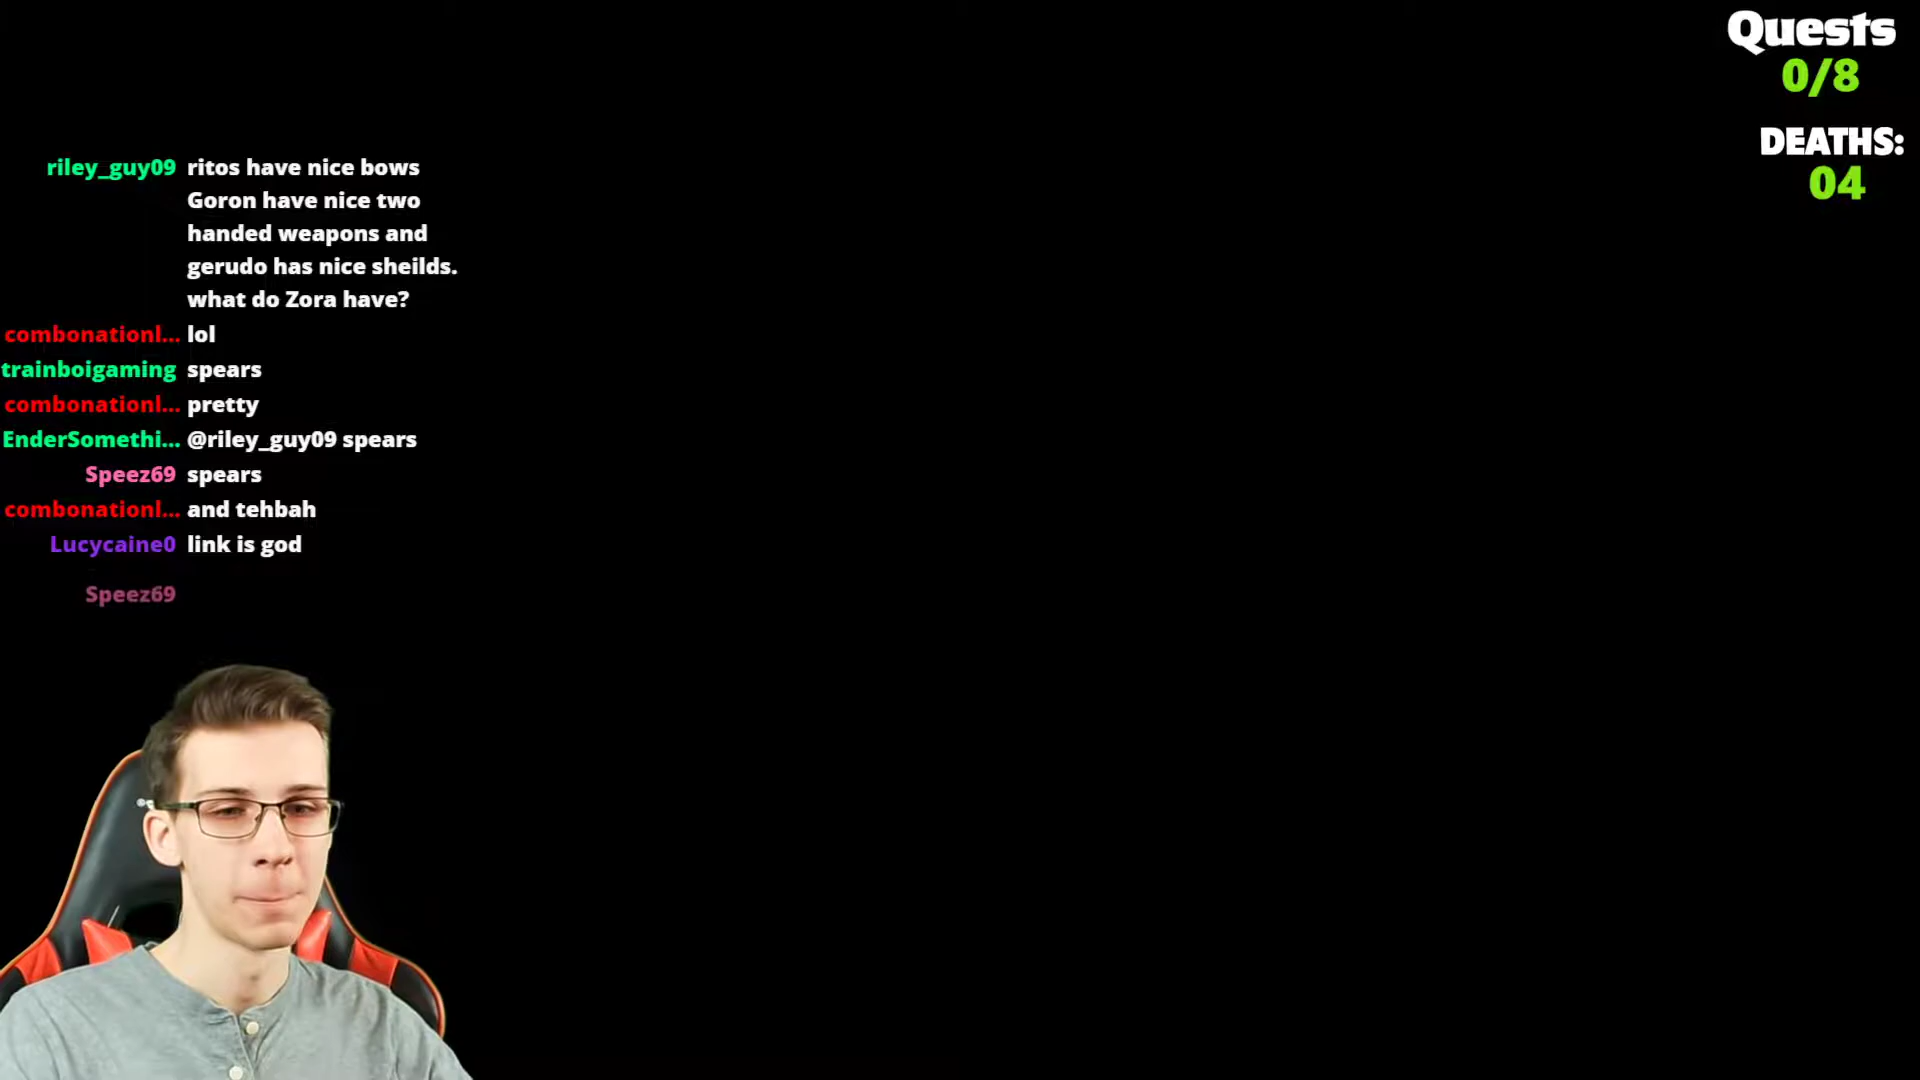 Quests
0/8
DEATHS:
04
riley_guy09 ritos have nice bows
Goron have nice two
handed weapons and
gerudo has nice sheilds.
what do Zora have?
combonationl... lol
trainboigaming spears
combonationl... pretty
EnderSomethi... @riley_guy09 spears
Speez69 spears
combonationl... and tehbah
Lucycaine0 link is god
Speez69